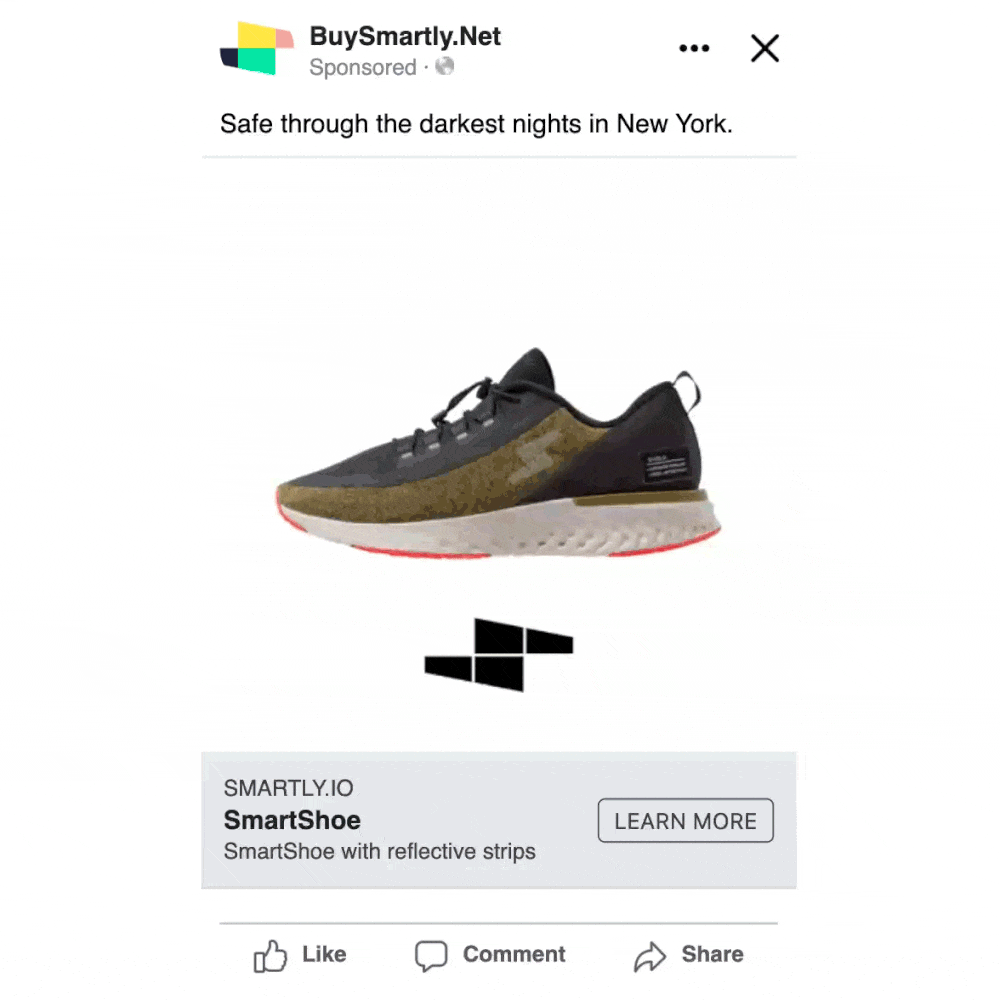 BuySmartly.Net
Sponsored ·
Safe through the darkest nights in New York.
SMARTLY.IO
SmartShoe
SmartShoe with reflective strips
LEARN MORE
Like Comment Share